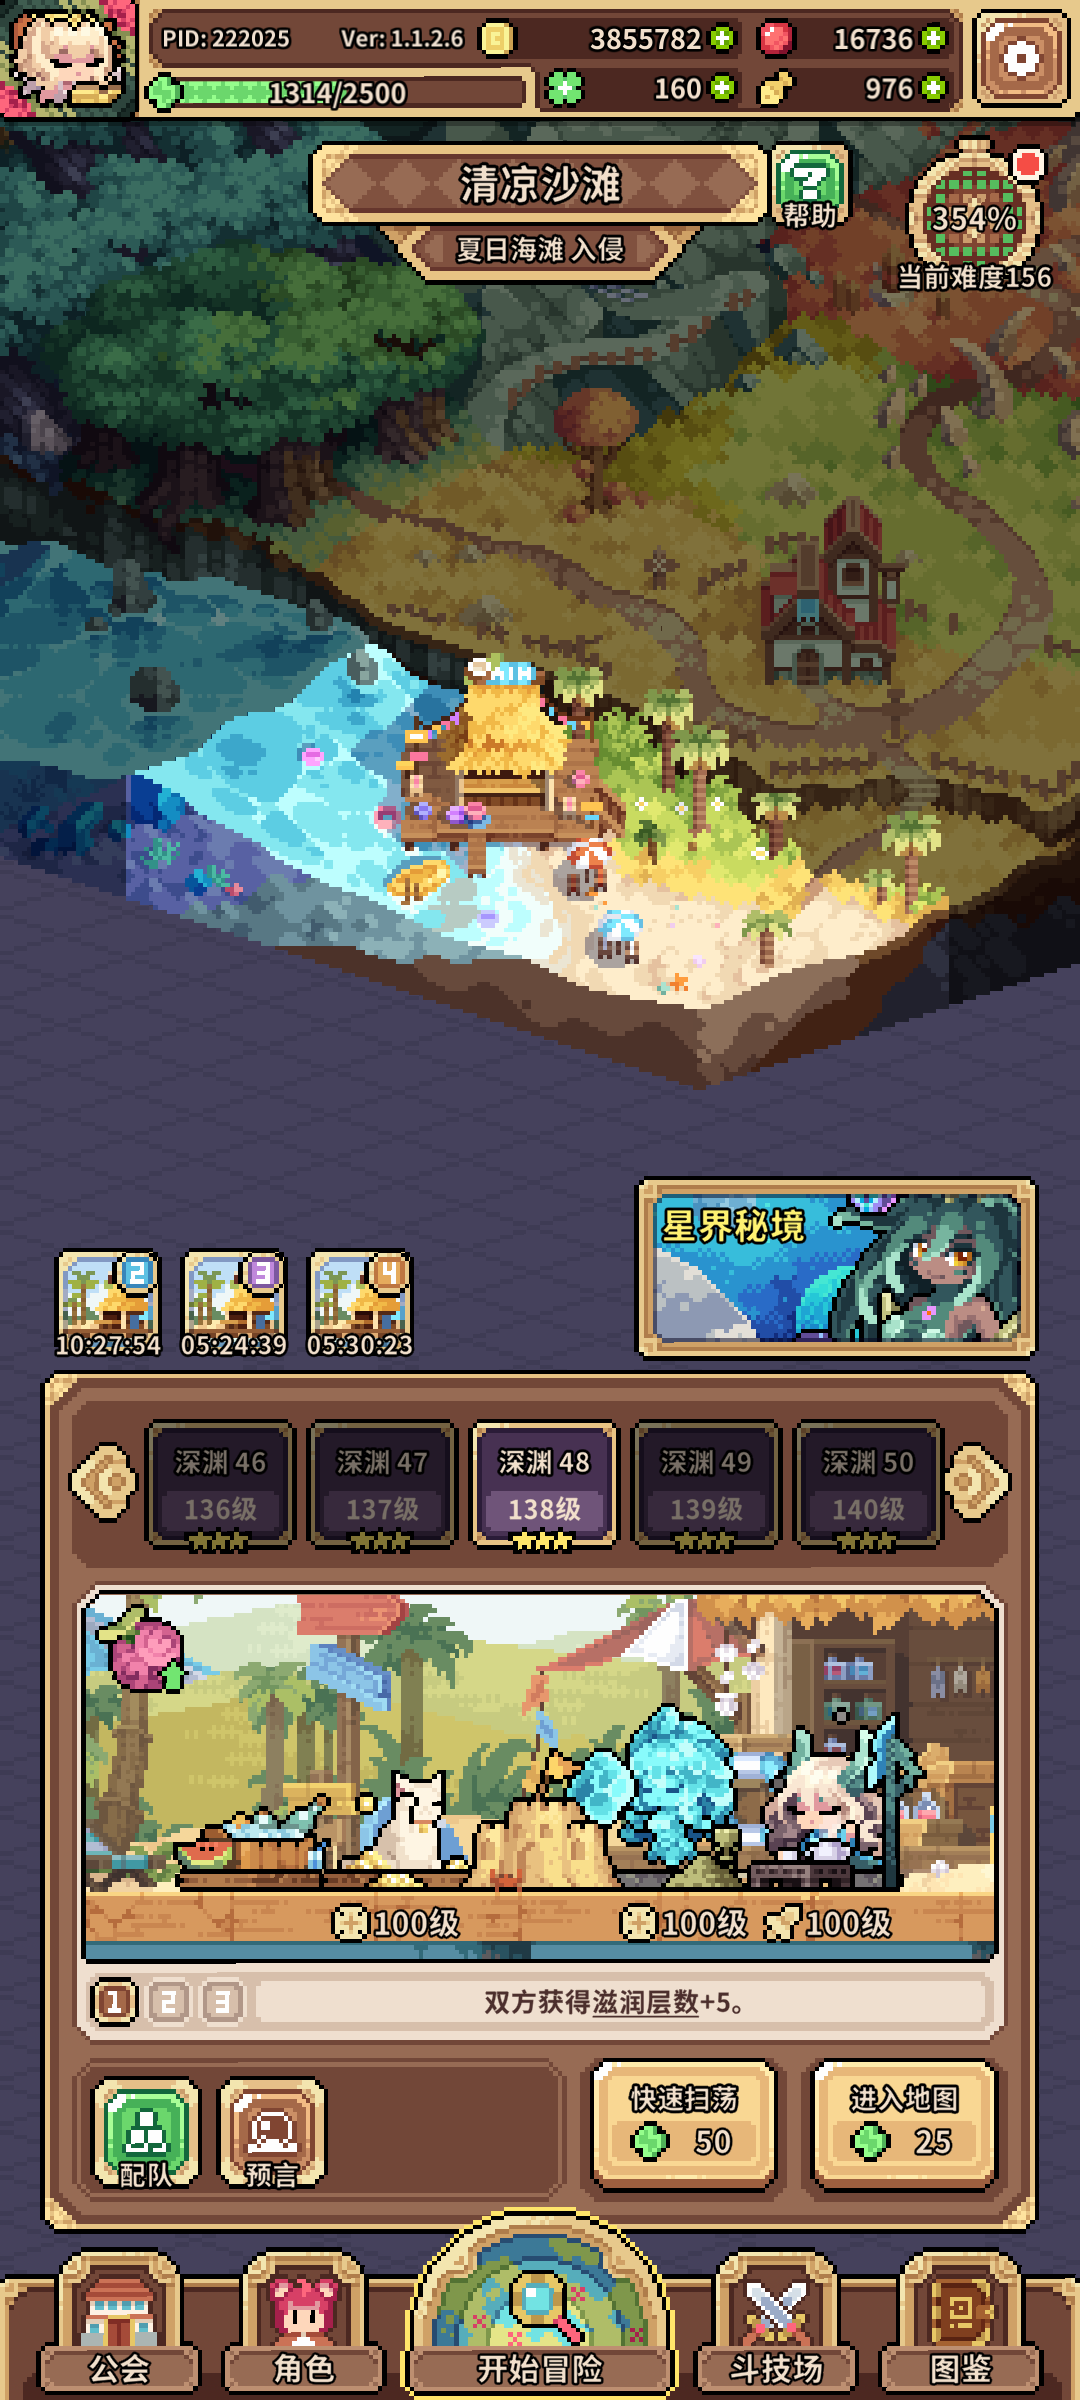 PID: 222025 Ver: 1.1.2.6 3855782 16736
1314/2500 160 976
清凉沙滩
帮助
夏日海滩 入侵
354%
当前难度156
星界秘境
2 3 4
10:27:54 05:24:39 05:30:23
深渊 46 深渊 47 深渊 48 深渊 49 深渊 50
136级 137级 138级 139级 140级
100级 100级 100级
1 2 3 双方获得滋润层数+5。
快速扫荡 进入地图
50 25
配队 预言
公会 角色 开始冒险 斗技场 图鉴